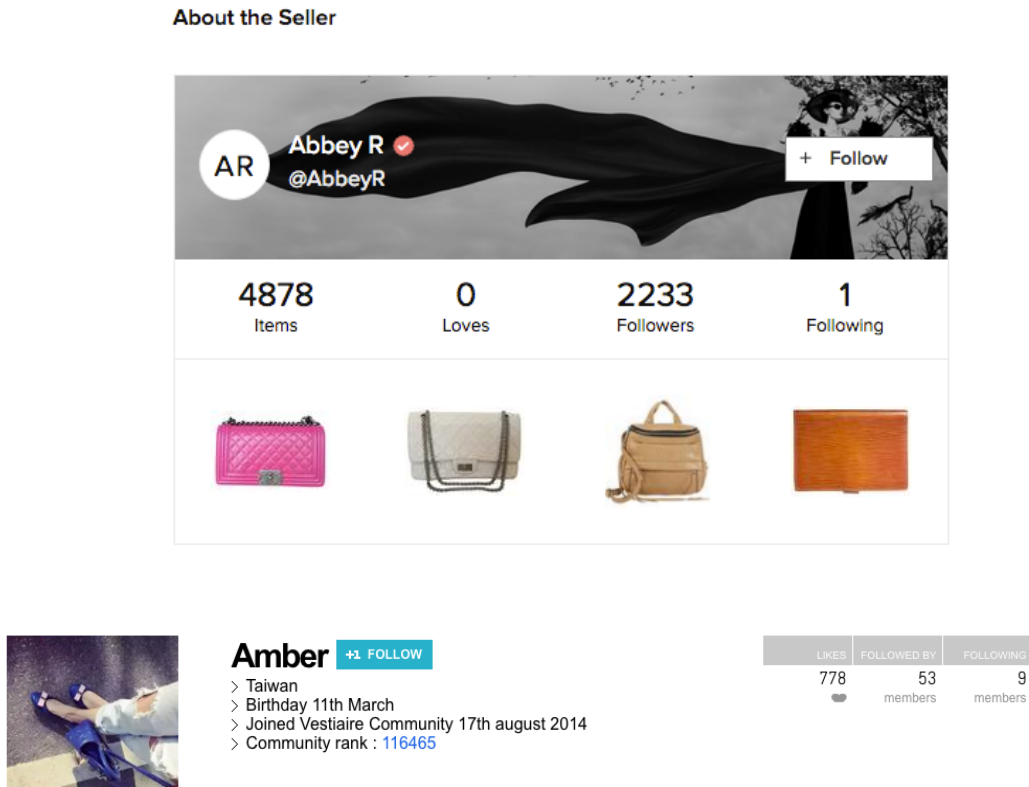 About the Seller
AR
Abbey R
@AbbeyR
+ Follow
4878 0 2233 1
Items Loves Followers Following
Amber +1 FOLLOW
> Taiwan
> Birthday 11th March
> Joined Vestiaire Community 17th august 2014
> Community rank : 116465
LIKES FOLLOWED BY FOLLOWING
778 53 9
members members